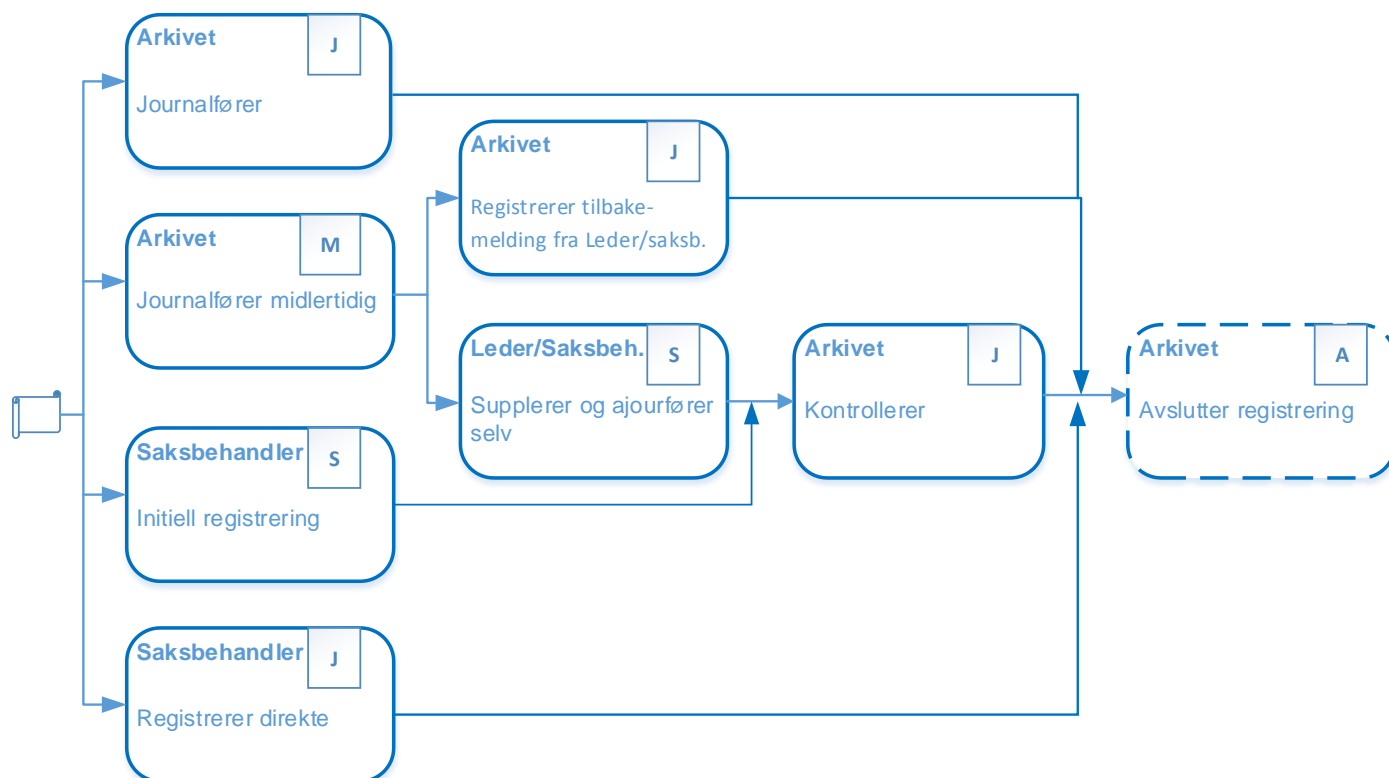 Arkivet
J
Journalfører
Arkivet
M
Journalfører midlertidig
Saksbehandler
S
Initiell registrering
Saksbehandler
J
Registrerer direkte
Arkivet
J
Registrerer tilbake-
melding fra Leder/saksb.
Leder/Saksbeh.
S
Supplerer og ajourfører
selv
Arkivet
J
Kontrollerer
Arkivet
A
Avslutter registrering